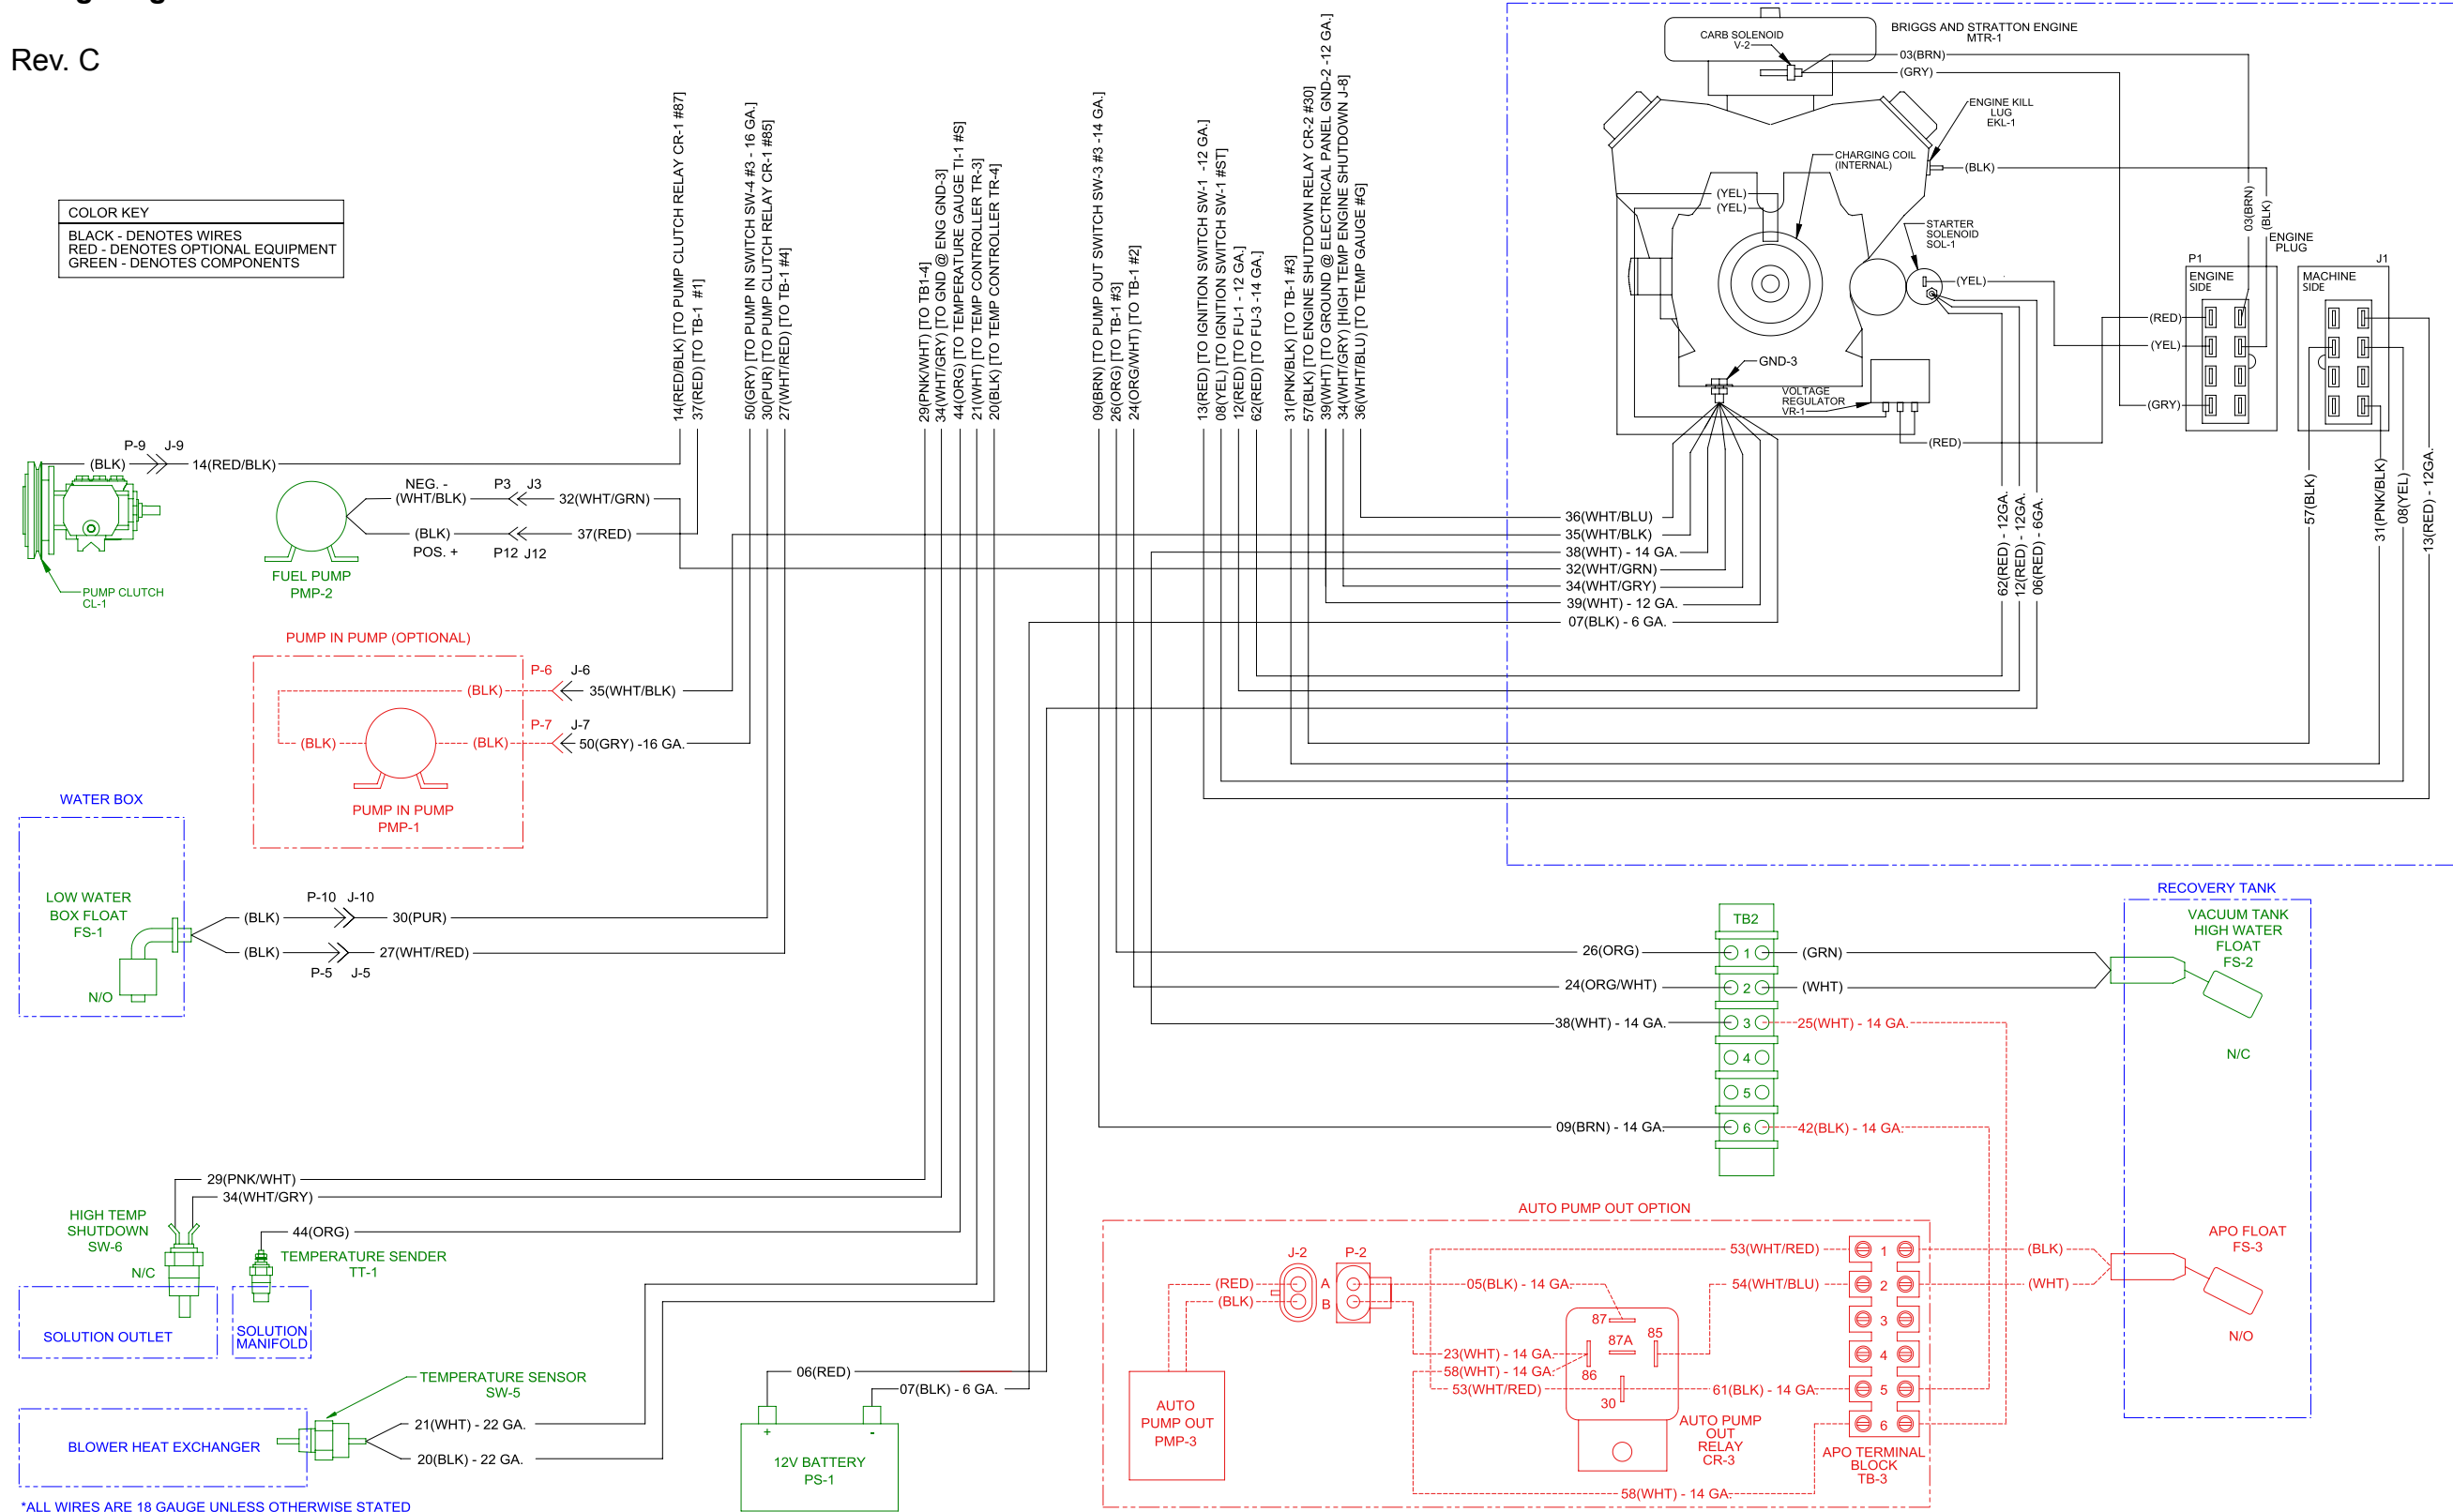 Rev. C
COLOR KEY
BLACK - DENOTES WIRES
RED - DENOTES OPTIONAL EQUIPMENT
GREEN - DENOTES COMPONENTS
14(RED/BLK) [TO PUMP CLUTCH RELAY CR-1 #87]
37(RED) [TO TB-1 #1]
50(GRY) [TO PUMP IN SWITCH SW-4 #3 - 16 GA.]
30(PUR) [TO PUMP CLUTCH RELAY CR-1 #85]
27(WHT/RED) [TO TB-1 #4]
29(PNK/WHT) [TO TB1-4]
34(WHT/GRY) [TO GND @ ENG GND-3]
44(ORG) [TO TEMPERATURE GAUGE TI-1 #S]
21(WHT) [TO TEMP CONTROLLER TR-3]
20(BLK) [TO TEMP CONTROLLER TR-4]
09(BRN) [TO PUMP OUT SWITCH SW-3 #3 -14 GA.]
26(ORG) [TO TB-1 #3]
24(ORG/WHT) [TO TB-1 #2]
13(RED) [TO IGNITION SWITCH SW-1 -12 GA.]
08(YEL) [TO IGNITION SWITCH SW-1 #ST]
12(RED) [TO FU-1 - 12 GA.]
62(RED) [TO FU-3 -14 GA.]
31(PNK/BLK) [TO TB-1 #3]
57(BLK) [TO ENGINE SHUTDOWN RELAY CR-2 #30]
39(WHT) [TO GROUND @ ELECTRICAL PANEL GND-2 -12 GA.]
34(WHT/GRY) [HIGH TEMP ENGINE SHUTDOWN J-8]
36(WHT/BLU) [TO TEMP GAUGE #G]
CARB SOLENOID
V-2
BRIGGS AND STRATTON ENGINE
MTR-1
03(BRN)
(GRY)
ENGINE KILL
LUG
EKL-1
CHARGING COIL
(INTERNAL)
(BLK)
(YEL)
(YEL)
STARTER
SOLENOID
SOL-1
(YEL)
03(BRN)
(BLK)
ENGINE
PLUG
P1
ENGINE
SIDE
J1
MACHINE
SIDE
(RED)
(YEL)
(GRY)
GND-3
VOLTAGE
REGULATOR
VR-1
(RED)
57(BLK)
31(PNK/BLK)
08(YEL)
13(RED) - 12GA.
62(RED) - 12GA.
12(RED) - 12GA.
06(RED) - 6GA.
36(WHT/BLU)
35(WHT/BLK)
38(WHT) - 14 GA.
32(WHT/GRN)
34(WHT/GRY)
39(WHT) - 12 GA.
07(BLK) - 6 GA.
P-9 J-9
(BLK)
14(RED/BLK)
PUMP CLUTCH
CL-1
NEG. -
(WHT/BLK)
P3 J3
32(WHT/GRN)
(BLK)
POS. +
P12 J12
37(RED)
FUEL PUMP
PMP-2
PUMP IN PUMP (OPTIONAL)
P-6 J-6
(BLK)
35(WHT/BLK)
P-7 J-7
(BLK)
(BLK)
50(GRY) -16 GA.
PUMP IN PUMP
PMP-1
WATER BOX
LOW WATER
BOX FLOAT
FS-1
N/O
P-10 J-10
(BLK)
30(PUR)
(BLK)
27(WHT/RED)
P-5 J-5
RECOVERY TANK
VACUUM TANK
HIGH WATER
FLOAT
FS-2
N/C
TB2
26(ORG) 1 (GRN)
24(ORG/WHT) 2 (WHT)
38(WHT) - 14 GA. 3 25(WHT) - 14 GA.
4
5
09(BRN) - 14 GA. 6 42(BLK) - 14 GA.
29(PNK/WHT)
34(WHT/GRY)
HIGH TEMP
SHUTDOWN
SW-6
N/C
44(ORG)
TEMPERATURE SENDER
TT-1
SOLUTION OUTLET
SOLUTION
MANIFOLD
TEMPERATURE SENSOR
SW-5
21(WHT) - 22 GA.
20(BLK) - 22 GA.
BLOWER HEAT EXCHANGER
06(RED)
07(BLK) - 6 GA.
+ -
12V BATTERY
PS-1
AUTO PUMP OUT OPTION
J-2 P-2
(RED) A
(BLK) B
AUTO
PUMP OUT
PMP-3
53(WHT/RED)
05(BLK) - 14 GA.
54(WHT/BLU)
87
87A
85
86
30
23(WHT) - 14 GA.
58(WHT) - 14 GA.
53(WHT/RED)
61(BLK) - 14 GA.
AUTO PUMP
OUT
RELAY
CR-3
58(WHT) - 14 GA.
1
2
3
4
5
6
APO TERMINAL
BLOCK
TB-3
(BLK)
(WHT)
APO FLOAT
FS-3
N/O
*ALL WIRES ARE 18 GAUGE UNLESS OTHERWISE STATED